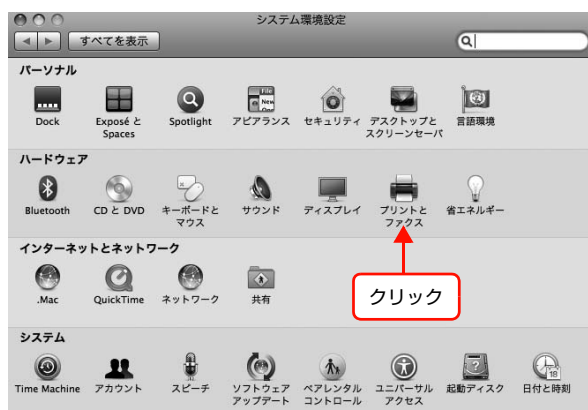 システム環境設定
すべてを表示
パーソナル
Dock
Exposé と
Spaces
Spotlight
アピアランス
セキュリティ
デスクトップと
スクリーンセーバ
言語環境
ハードウェア
Bluetooth
CD と DVD
キーボードと
マウス
サウンド
ディスプレイ
プリントと
ファクス
省エネルギー
インターネットとネットワーク
.Mac
QuickTime
ネットワーク
共有
クリック
システム
Time Machine
アカウント
スピーチ
ソフトウェア
アップデート
ペアレンタル
コントロール
ユニバーサル
アクセス
起動ディスク
日付と時刻